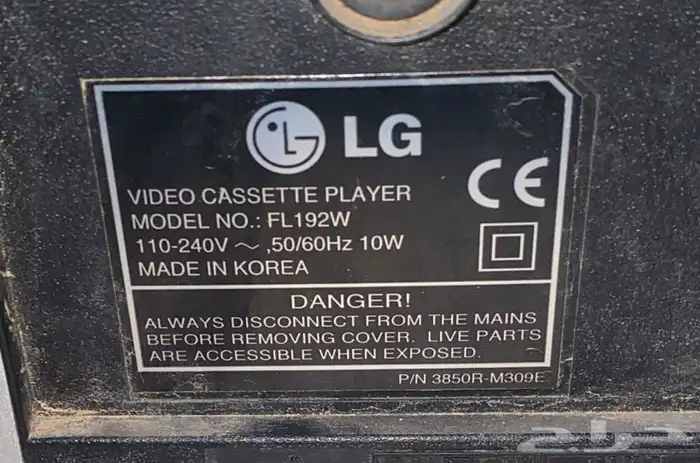 LG
VIDEO CASSETTE PLAYER
MODEL NO.: FL192W
110-240V ~ ,50/60Hz 10W
MADE IN KOREA
CE
DANGER!
ALWAYS DISCONNECT FROM THE MAINS
BEFORE REMOVING COVER. LIVE PARTS
ARE ACCESSIBLE WHEN EXPOSED.
P/N 3850R-M309E
حراج